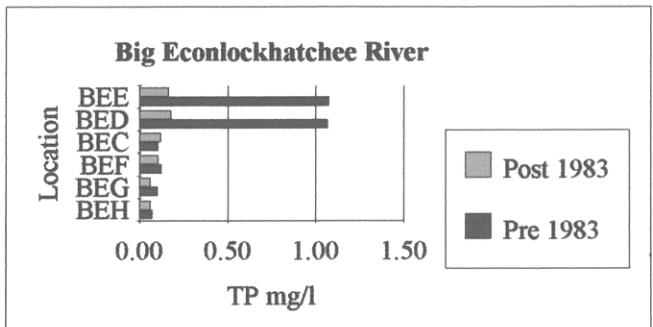 Big Econlockhatchee River
Location
BEE
BED
BEC
BEF
BEG
BEH
0.00 0.50 1.00 1.50
TP mg/l
Post 1983
Pre 1983